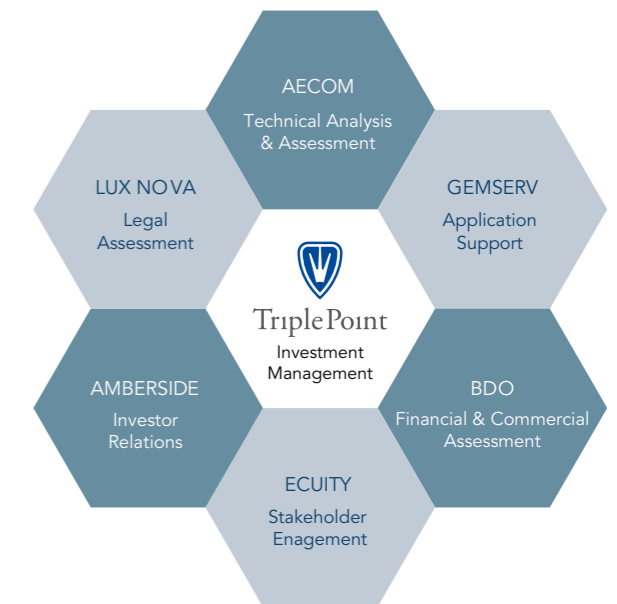 AECOM
Technical Analysis
& Assessment
LUX NOVA
Legal
Assessment
GEMSERV
Application
Support
TriplePoint
Investment
Management
AMBERSIDE
Investor
Relations
BDO
Financial & Commercial
Assessment
ECUITY
Stakeholder
Enagement